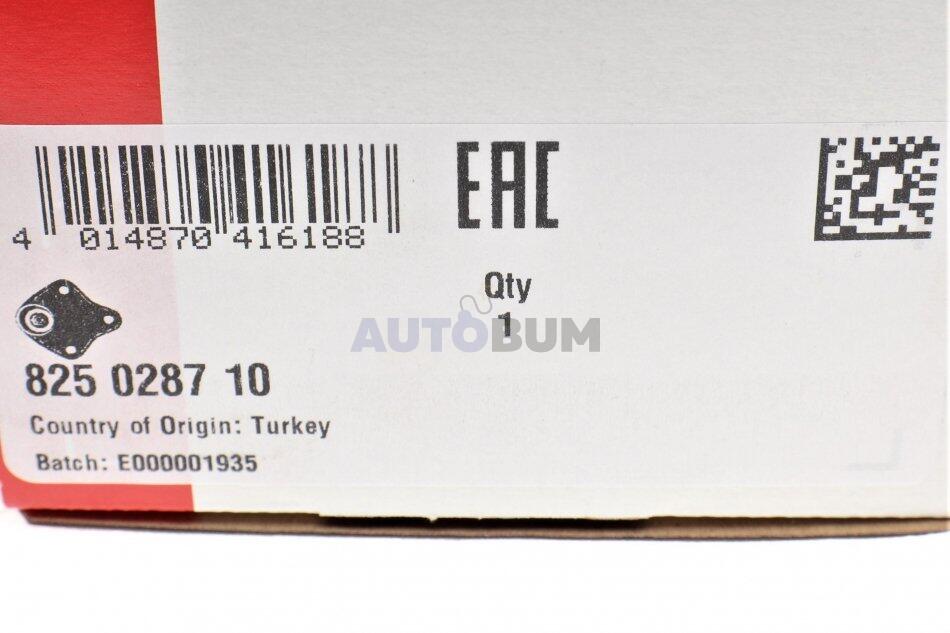 4 014870 416188
EAC
Qty
1
AUTOBUM
825 0287 10
Country of Origin: Turkey
Batch: E000001935